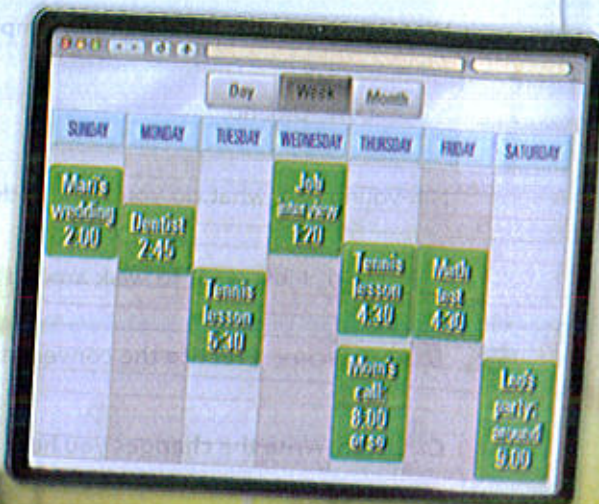 Day Week Month
SUNDAY MONDAY TUESDAY WEDNESDAY THURSDAY FRIDAY SATURDAY
Mari's
wedding
2:00
Dentist
2:45
Tennis
lesson
5:30
Job
interview
1:20
Tennis
lesson
4:30
Mom's
call:
8:00
or so
Math
test
4:30
Leo's
party:
around
9:00